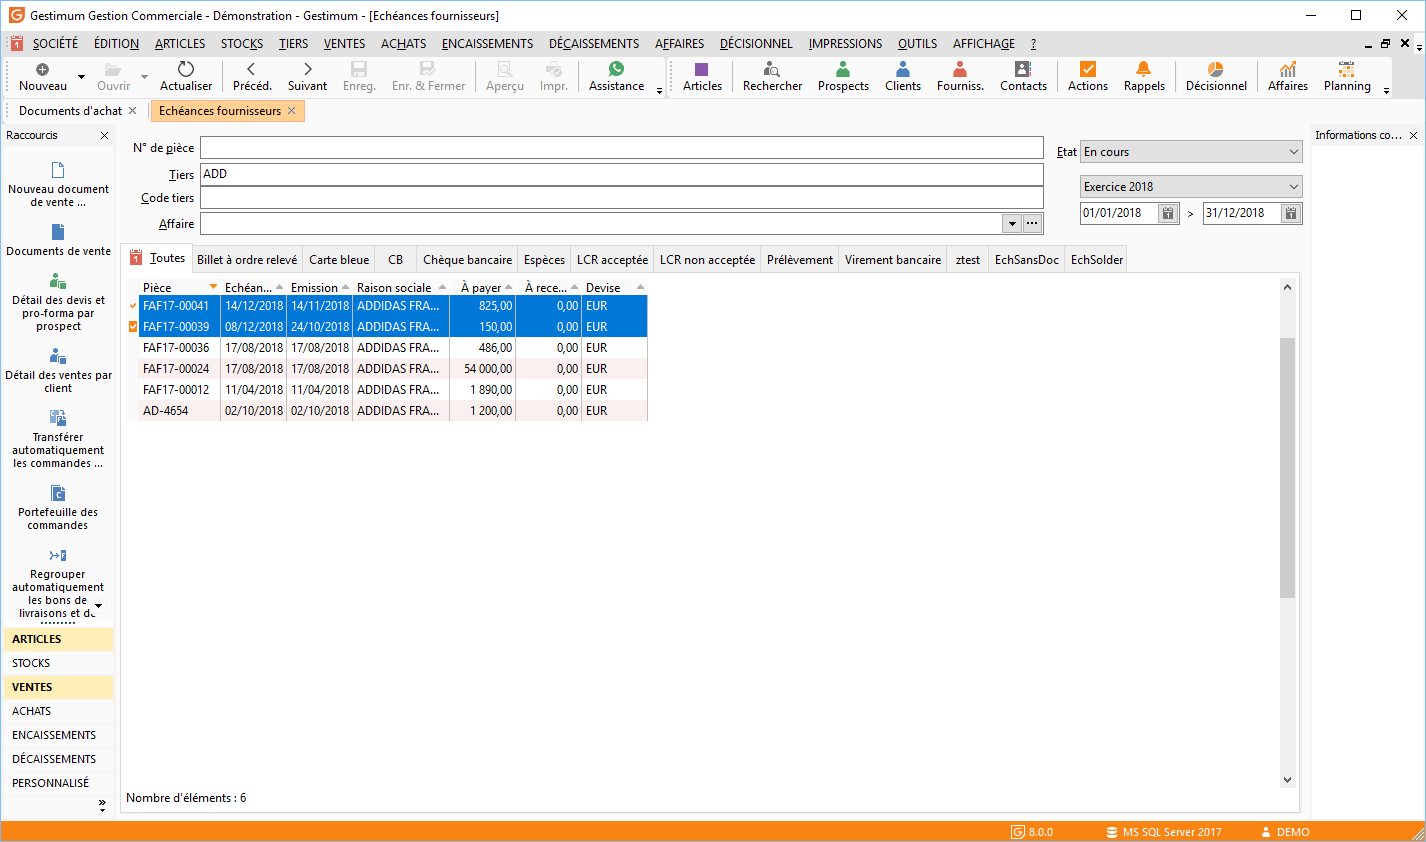 Gestimum Gestion Commerciale - Démonstration - Gestimum - [Echéances fournisseurs]
SOCIÉTÉ ÉDITION ARTICLES STOCKS TIERS VENTES ACHATS ENCAISSEMENTS DÉCAISSEMENTS AFFAIRES DÉCISIONNEL IMPRESSIONS OUTILS AFFICHAGE ?
Nouveau Ouvrir Actualiser Précéd. Suivant Enreg. Enr. & Fermer Aperçu Impr. Assistance Articles Rechercher Prospects Clients Fourniss. Contacts Actions Rappels Décisionnel Affaires Planning
Documents d'achat Echéances fournisseurs
Raccourcis
Nouveau document
de vente ...
Documents de vente
Détail des devis et
pro-forma par
prospect
Détail des ventes par
client
Transférer
automatiquement
les commandes ...
Portefeuille des
commandes
Regrouper
automatiquement
les bons de
livraisons et d
ARTICLES
STOCKS
VENTES
ACHATS
ENCAISSEMENTS
DÉCAISSEMENTS
PERSONNALISÉ
N° de pièce
Tiers ADD
Code tiers
Affaire
Etat En cours
Exercice 2018
01/01/2018 > 31/12/2018
Informations co...
Toutes Billet à ordre relevé Carte bleue CB Chèque bancaire Espèces LCR acceptée LCR non acceptée Prélèvement Virement bancaire ztest EchSansDoc EchSolder
Pièce Echéan... Emission Raison sociale À payer À rece... Devise
FAF17-00041 14/12/2018 14/11/2018 ADDIDAS FRA... 825,00 0,00 EUR
FAF17-00039 08/12/2018 24/10/2018 ADDIDAS FRA... 150,00 0,00 EUR
FAF17-00036 17/08/2018 17/08/2018 ADDIDAS FRA... 486,00 0,00 EUR
FAF17-00024 17/08/2018 17/08/2018 ADDIDAS FRA... 54 000,00 0,00 EUR
FAF17-00012 11/04/2018 11/04/2018 ADDIDAS FRA... 1 890,00 0,00 EUR
AD-4654 02/10/2018 02/10/2018 ADDIDAS FRA... 1 200,00 0,00 EUR
Nombre d'éléments : 6
8.0.0 MS SQL Server 2017 DEMO